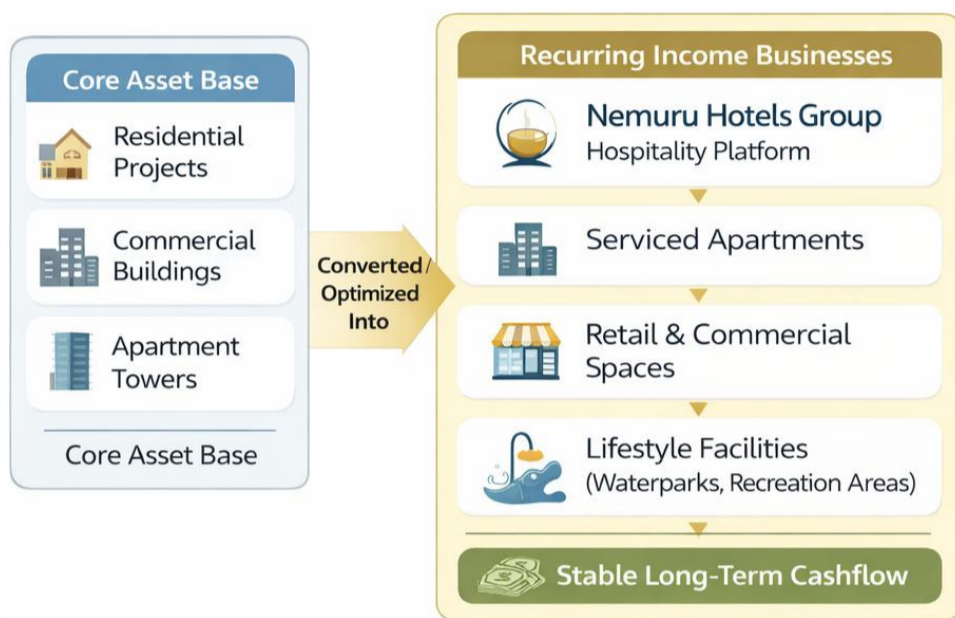 Core Asset Base
Residential
Projects
Commercial
Buildings
Apartment
Towers
Core Asset Base
Converted /
Optimized
Into
Recurring Income Businesses
Nemuru Hotels Group
Hospitality Platform
Serviced Apartments
Retail & Commercial
Spaces
Lifestyle Facilities
(Waterparks, Recreation Areas)
Stable Long-Term Cashflow